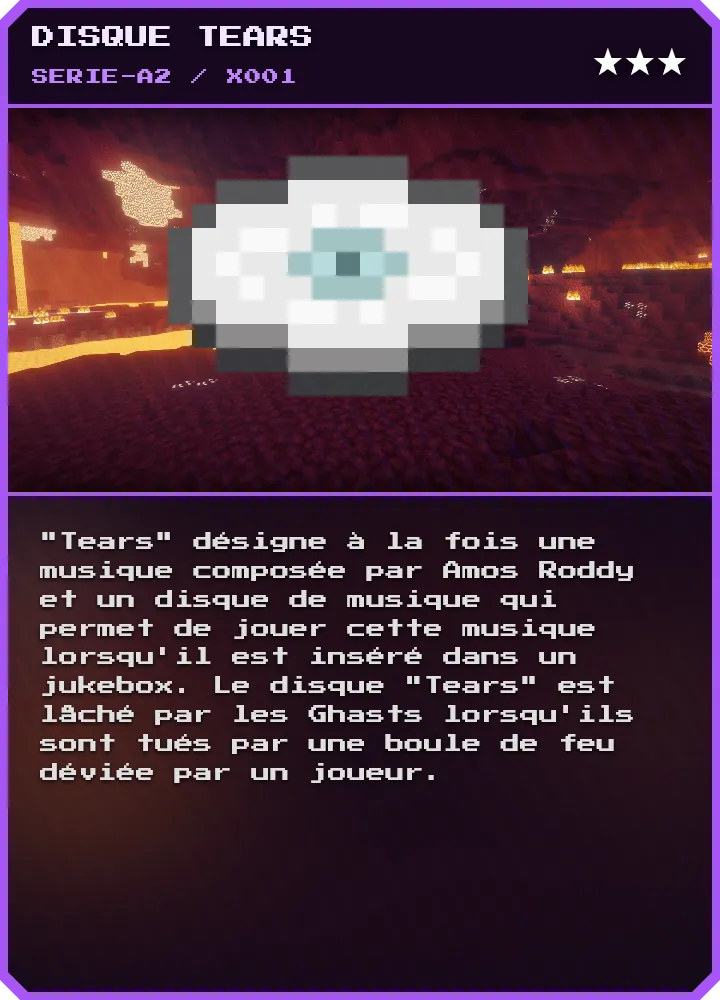 DISQUE TEARS
SERIE-A2 / X001
★★★
"Tears" désigne à la fois une
musique composée par Amos Roddy
et un disque de musique qui
permet de jouer cette musique
lorsqu'il est inséré dans un
jukebox. Le disque "Tears" est
lâché par les Ghasts lorsqu'ils
sont tués par une boule de feu
déviée par un joueur.